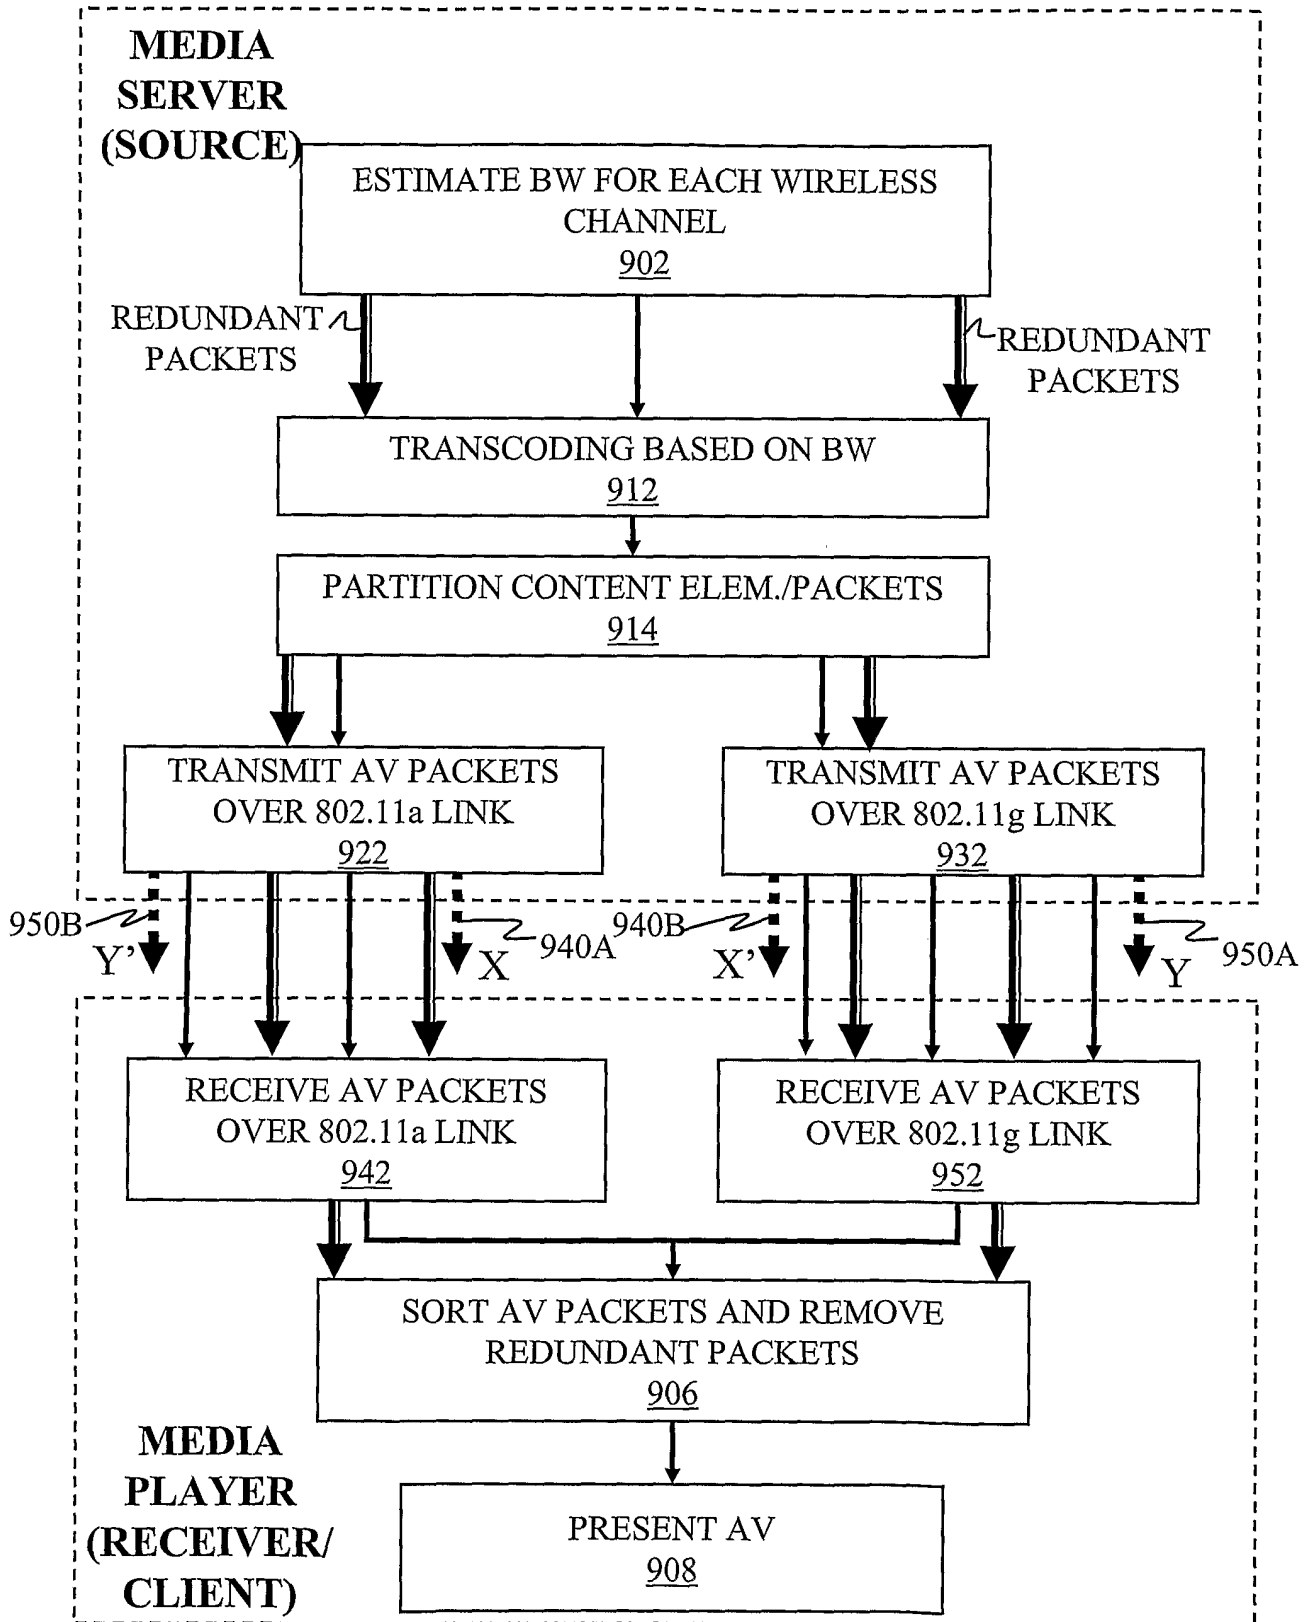 MEDIA
SERVER
(SOURCE)
ESTIMATE BW FOR EACH WIRELESS
CHANNEL
902
REDUNDANT
PACKETS
REDUNDANT
PACKETS
TRANSCODING BASED ON BW
912
PARTITION CONTENT ELEM./PACKETS
914
TRANSMIT AV PACKETS
OVER 802.11a LINK
922
TRANSMIT AV PACKETS
OVER 802.11g LINK
932
950B
Y'
X
940A
940B
X'
Y
950A
RECEIVE AV PACKETS
OVER 802.11a LINK
942
RECEIVE AV PACKETS
OVER 802.11g LINK
952
SORT AV PACKETS AND REMOVE
REDUNDANT PACKETS
906
MEDIA
PLAYER
(RECEIVER/
CLIENT)
PRESENT AV
908